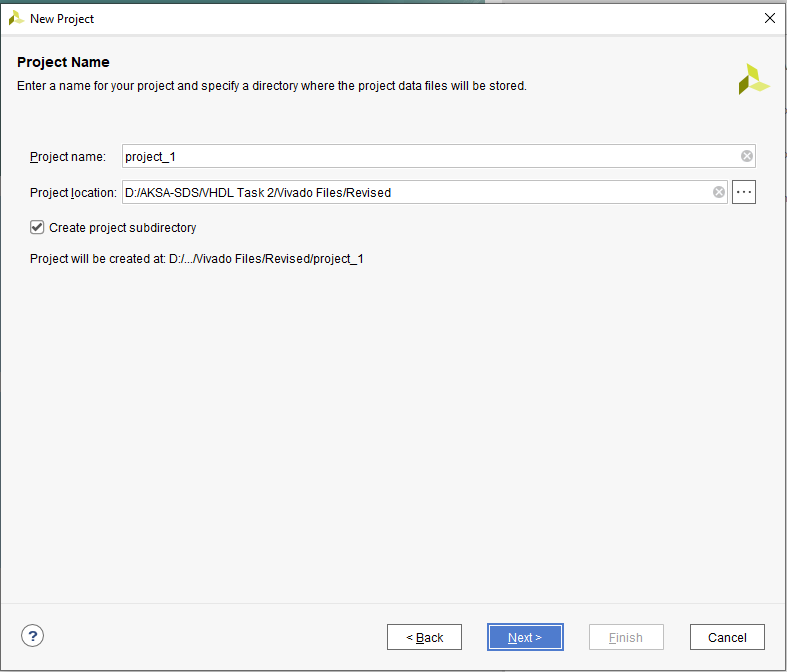 New Project
Project Name
Enter a name for your project and specify a directory where the project data files will be stored.
Project name: project_1
Project location: D:/AKSA-SDS/VHDL Task 2/Vivado Files/Revised
Create project subdirectory
Project will be created at: D:/.../Vivado Files/Revised/project_1
? < Back Next > Finish Cancel